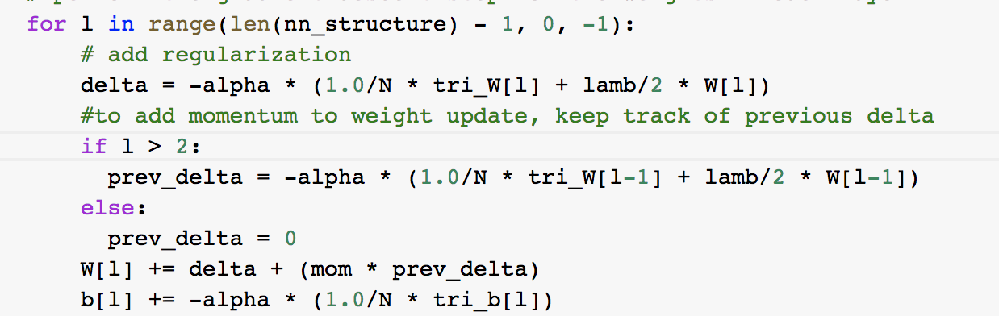 for l in range(len(nn_structure) - 1, 0, -1):
    # add regularization
    delta = -alpha * (1.0/N * tri_W[l] + lamb/2 * W[l])
    #to add momentum to weight update, keep track of previous delta
    if l > 2:
      prev_delta = -alpha * (1.0/N * tri_W[l-1] + lamb/2 * W[l-1])
    else:
      prev_delta = 0
    W[l] += delta + (mom * prev_delta)
    b[l] += -alpha * (1.0/N * tri_b[l])